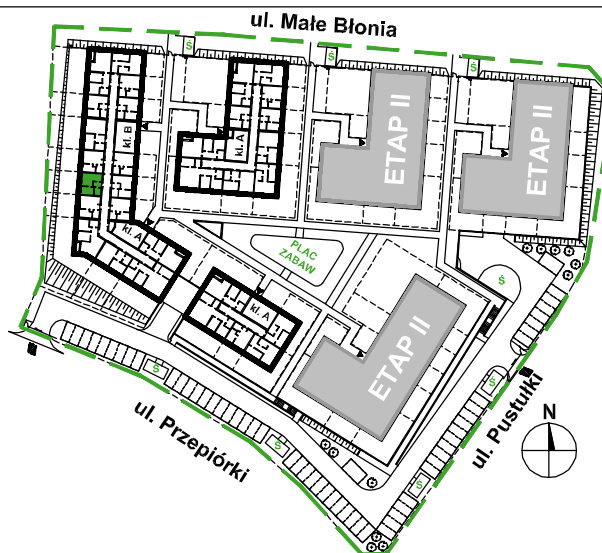 ul. Małe Błonia
Ś
Ś
Ś
kl. B
kl. A
ETAP II
ETAP II
kl. A
PLAC
ZABAW
Ś
kl. A
ETAP II
Ś
Ś
Ś
Ś
ul. Przepiórki
ul. Pustułki
N